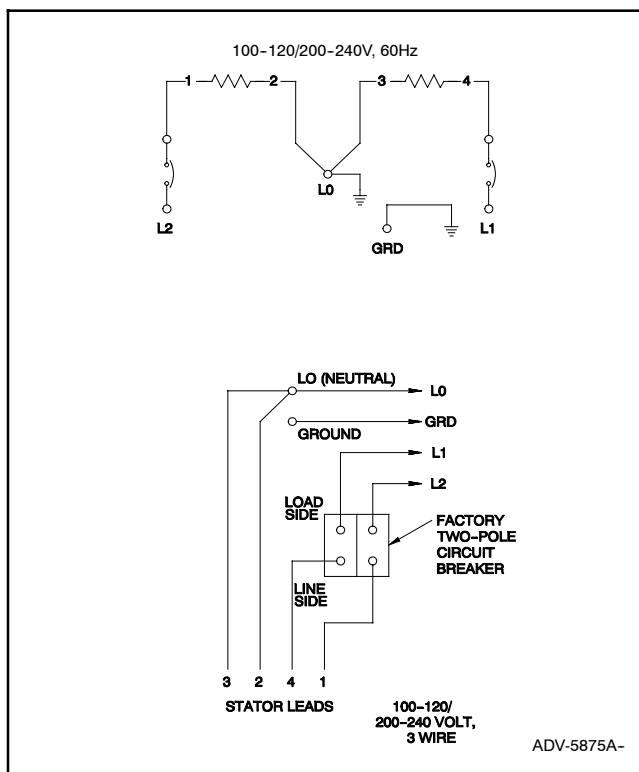 100-120/200-240V, 60Hz
1 2 3 4
L0
L2 GRD L1
LO (NEUTRAL) L0
GROUND GRD
L1
L2
LOAD
SIDE
FACTORY
TWO-POLE
CIRCUIT
BREAKER
LINE
SIDE
3 2 4 1
STATOR LEADS
100-120/
200-240 VOLT,
3 WIRE
ADV-5875A-